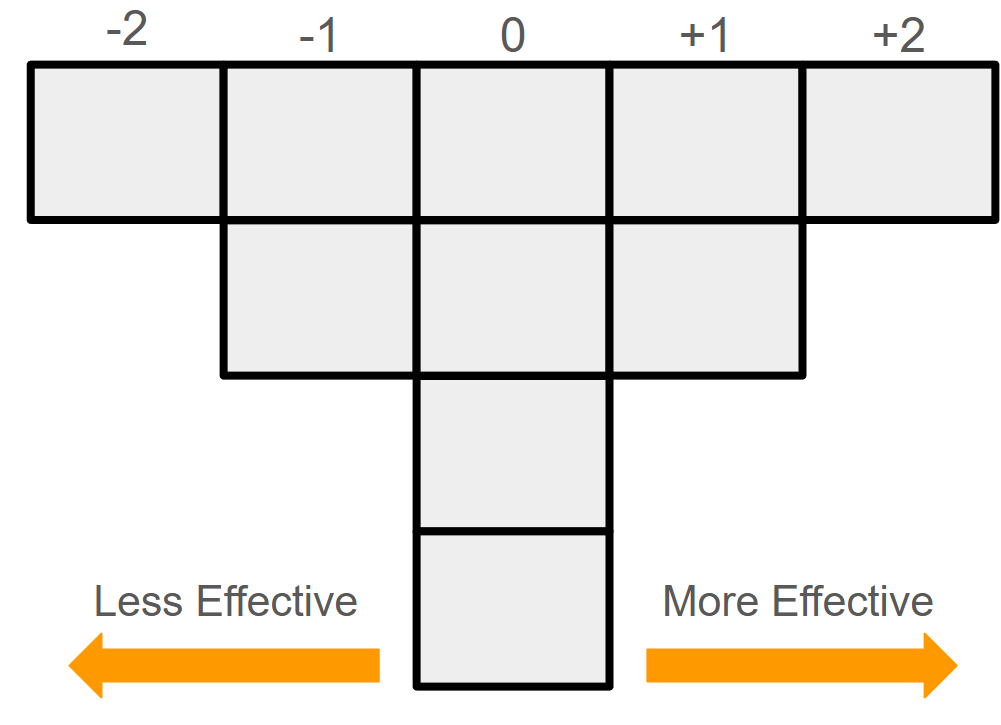 -2 -1 0 +1 +2
Less Effective
More Effective